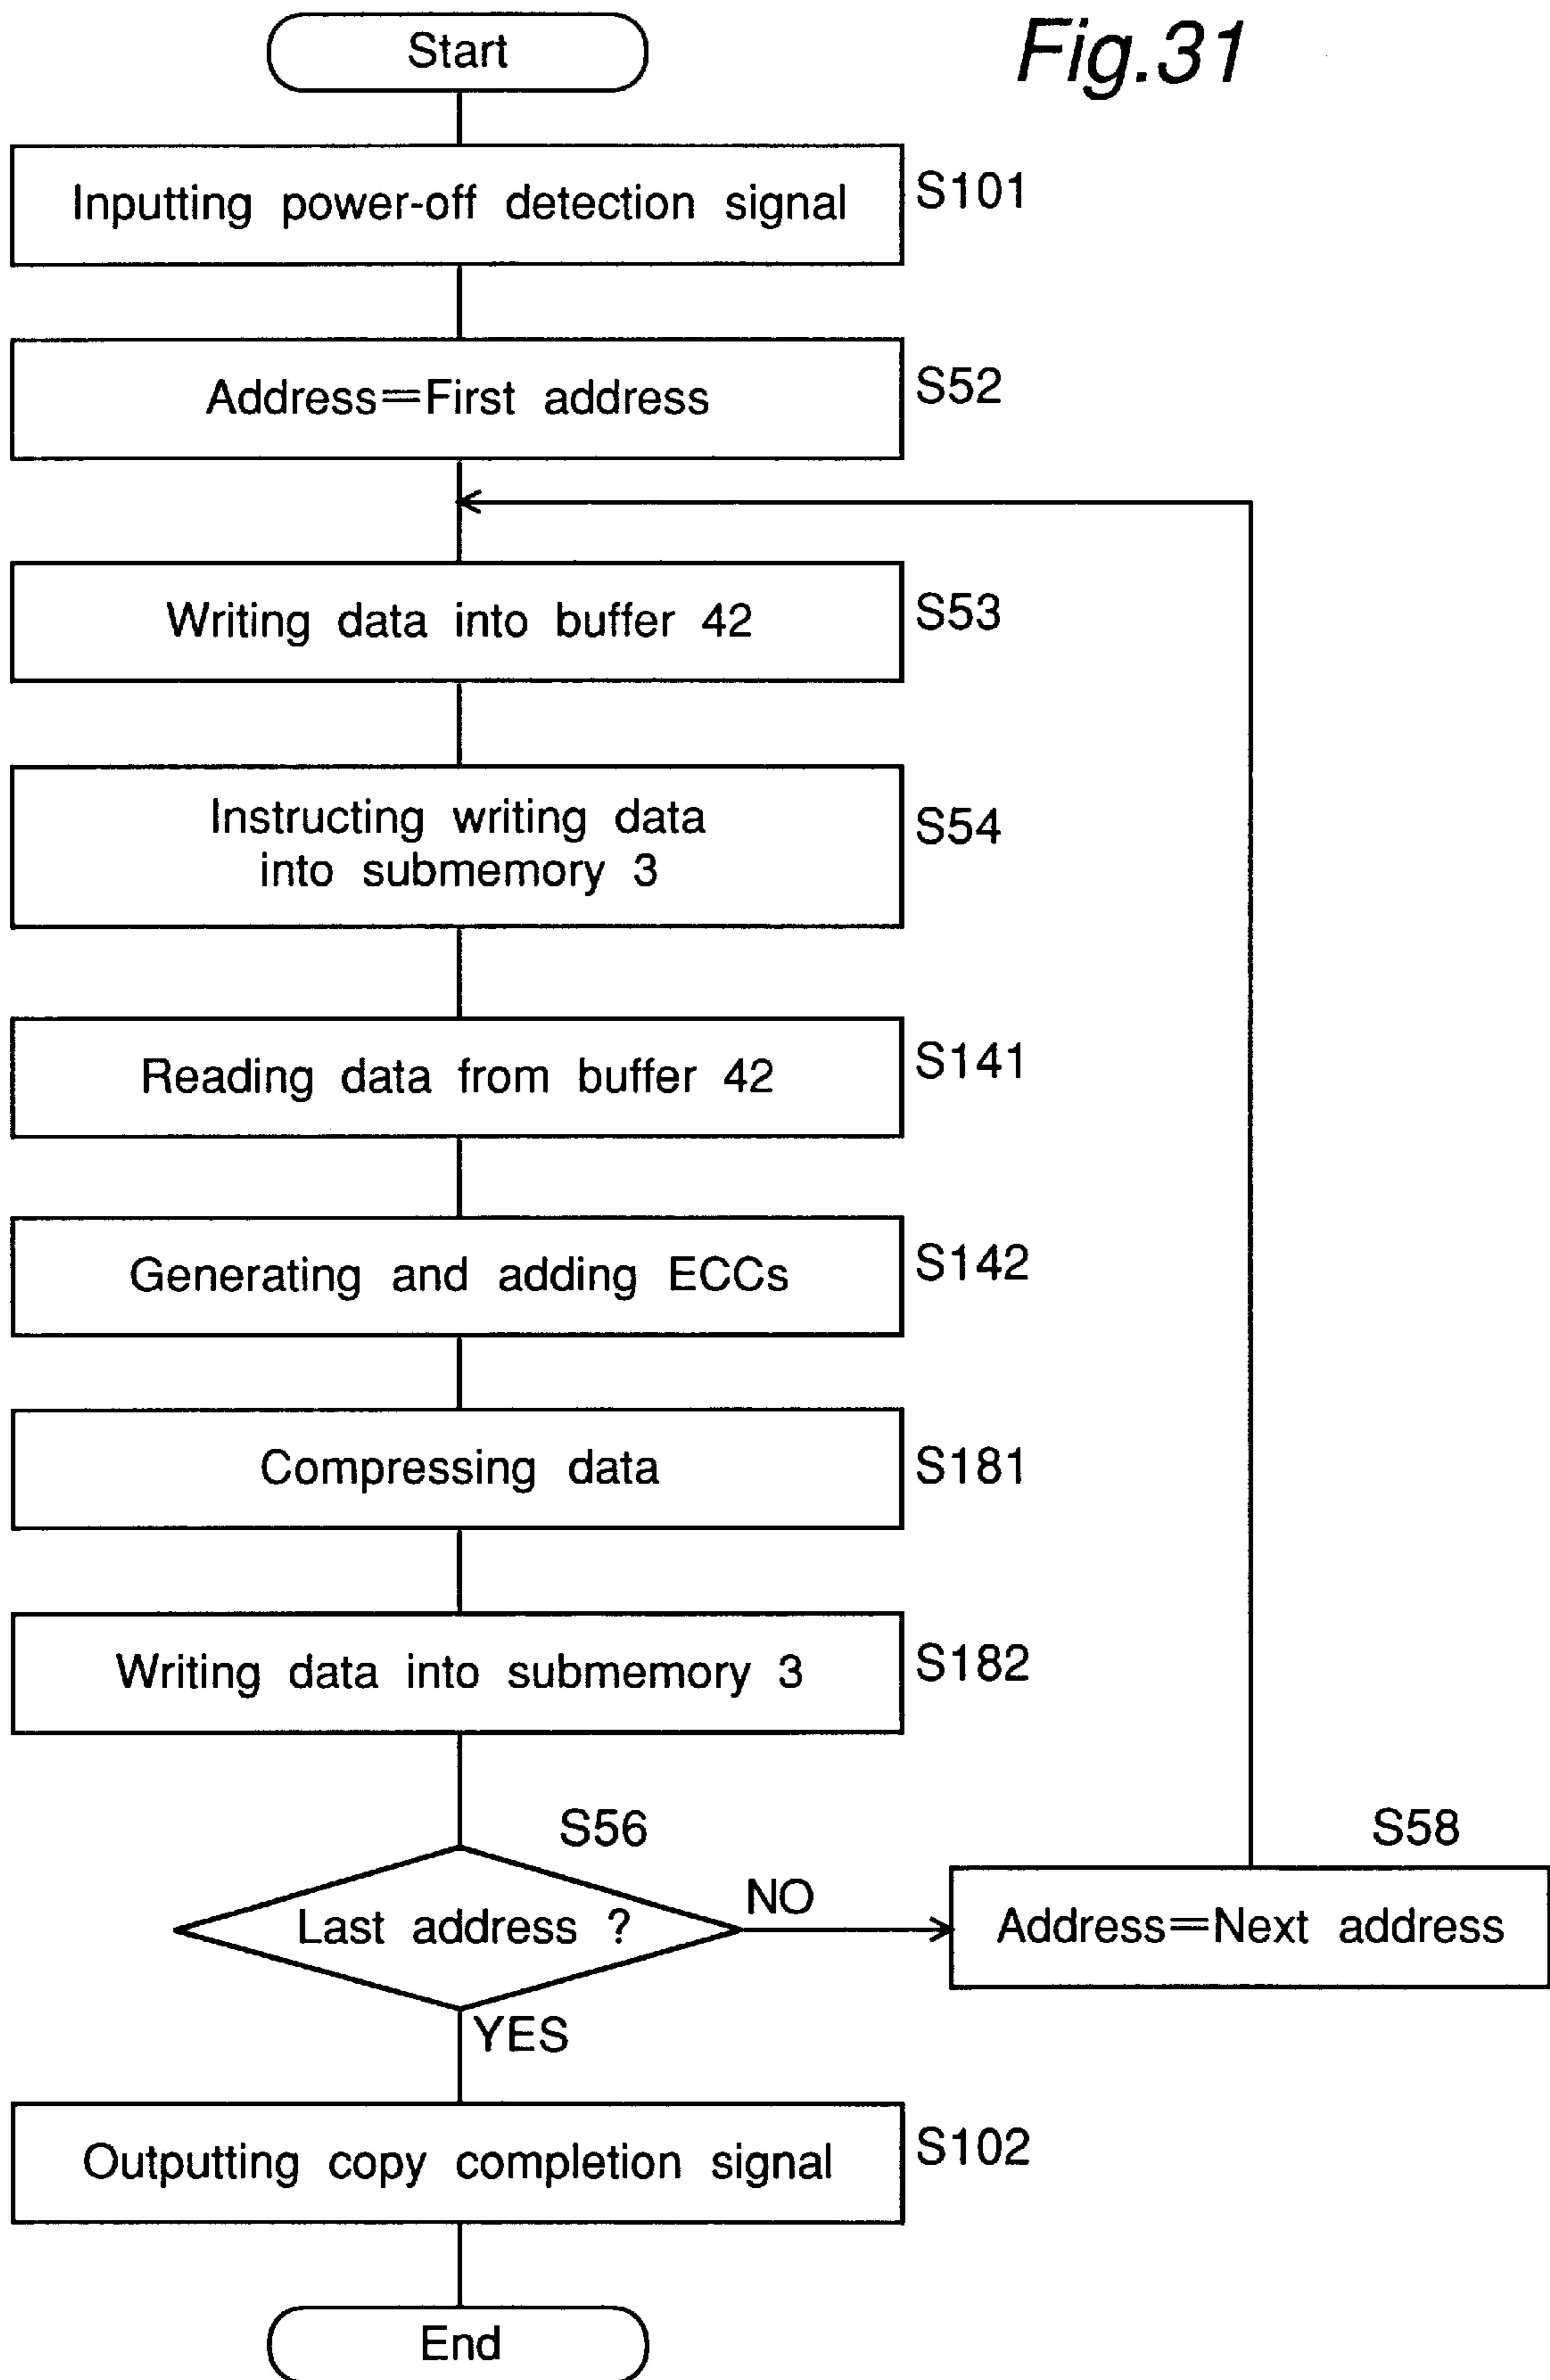 Fig.31
Start
Inputting power-off detection signal
S101
Address=First address
S52
Writing data into buffer 42
S53
Instructing writing data
into submemory 3
S54
Reading data from buffer 42
S141
Generating and adding ECCs
S142
Compressing data
S181
Writing data into submemory 3
S182
S56
Last address ?
NO
S58
Address=Next address
YES
Outputting copy completion signal
S102
End